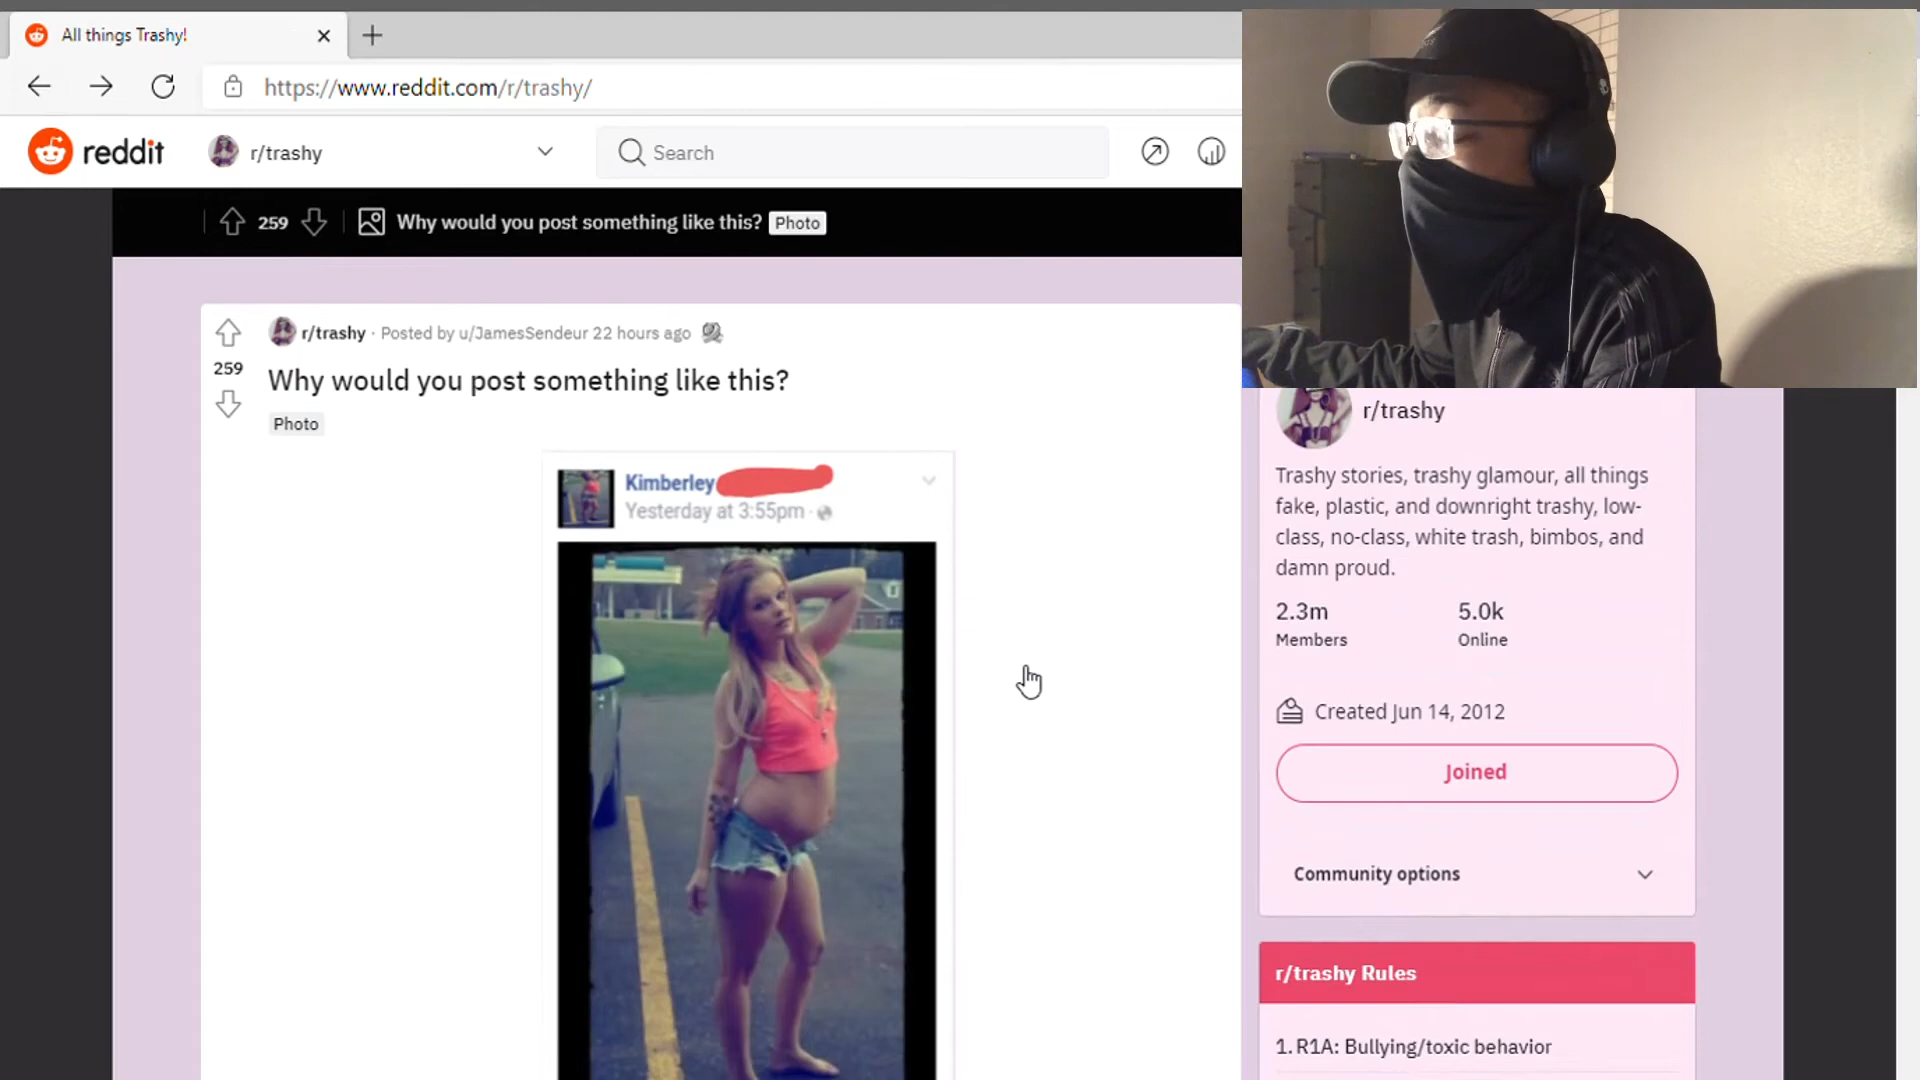 All things Trashy!
https://www.reddit.com/r/trashy/
reddit
r/trashy
Search
259
Why would you post something like this?
Photo
r/trashy · Posted by u/JamesSendeur 22 hours ago
259
Why would you post something like this?
Photo
Kimberley
Yesterday at 3:55pm ·
r/trashy
Trashy stories, trashy glamour, all things
fake, plastic, and downright trashy, low-
class, no-class, white trash, bimbos, and
damn proud.
2.3m
Members
5.0k
Online
Created Jun 14, 2012
Joined
Community options
r/trashy Rules
1. R1A: Bullying/toxic behavior